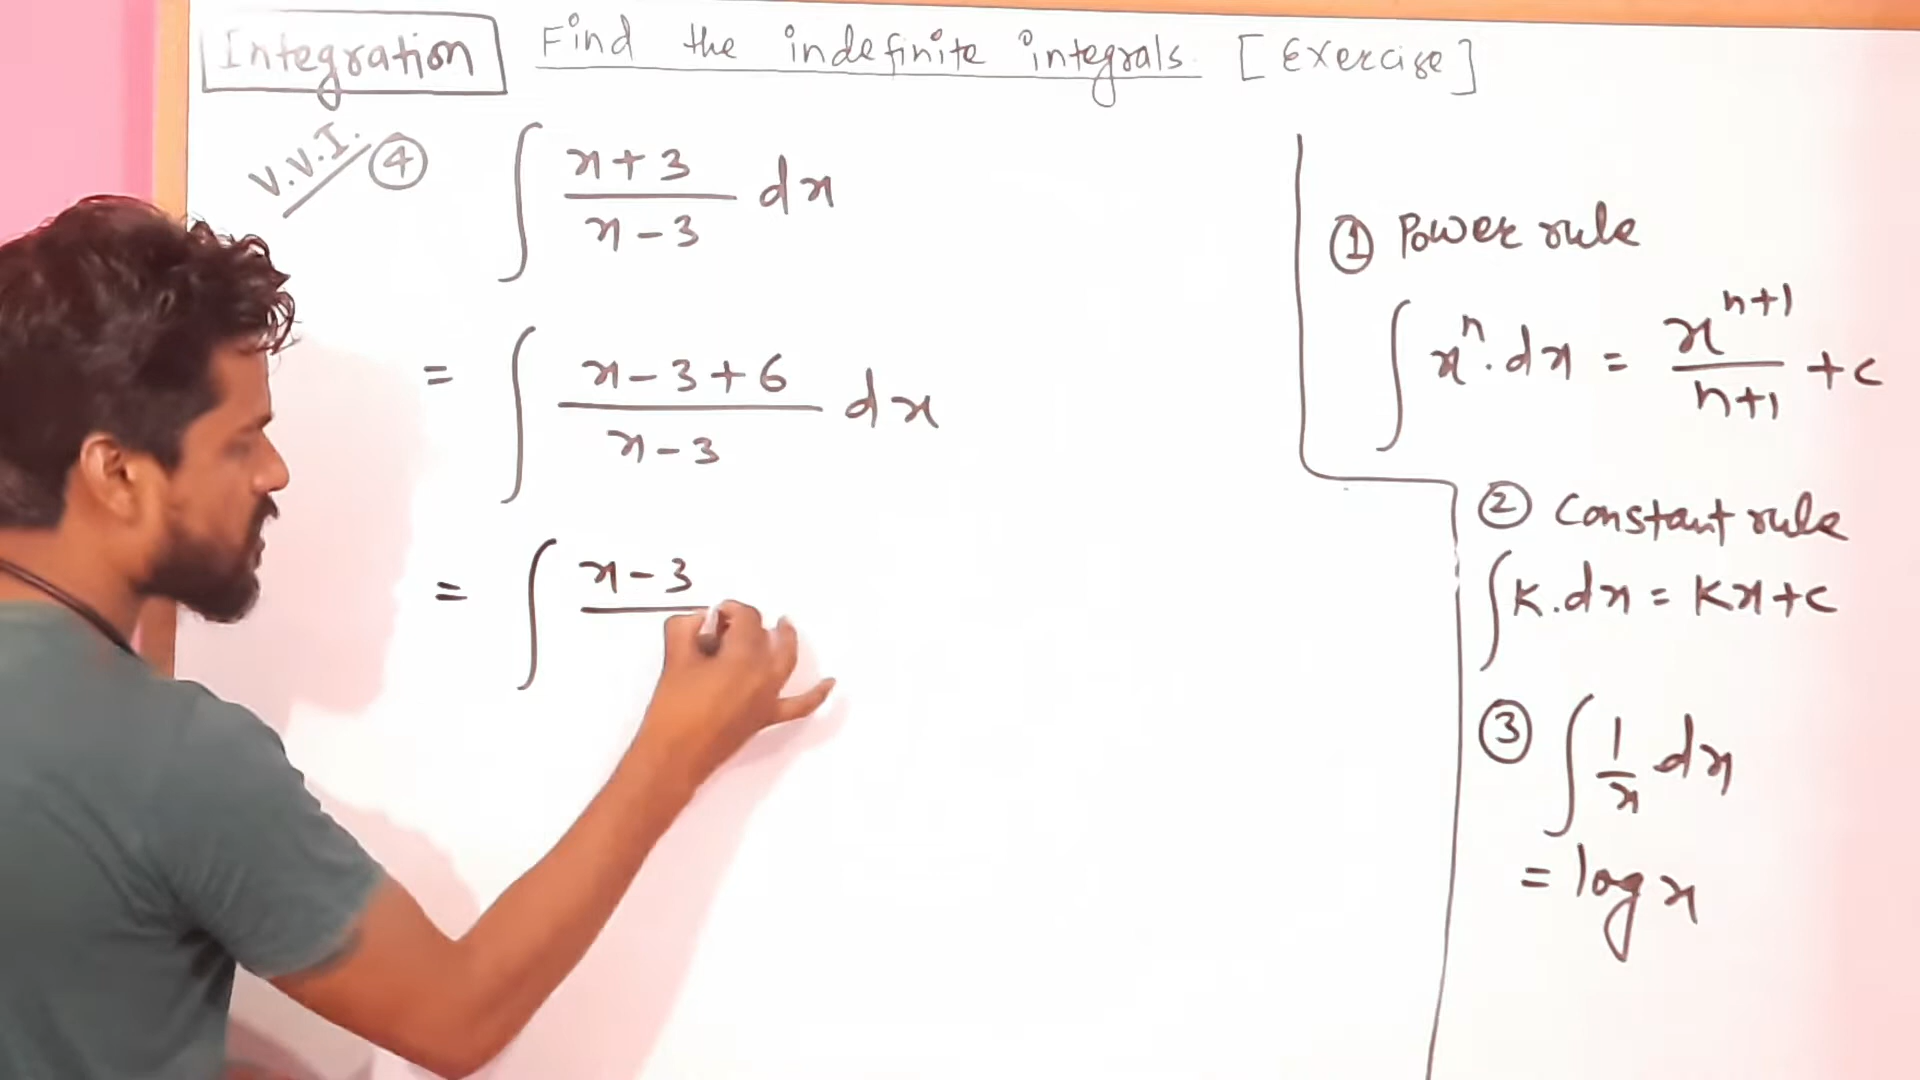 Integration Find the indefinite integrals. [Exercise]
V.V.I. ④ ∫ x+3/x-3 dx
= ∫ x-3+6/x-3 dx
= ∫ x-3
① Power rule
∫ xⁿ.dx = xⁿ⁺¹/n+1 +c
② Constant rule
∫K.dx = Kx+c
③ ∫ 1/x dx
= log x